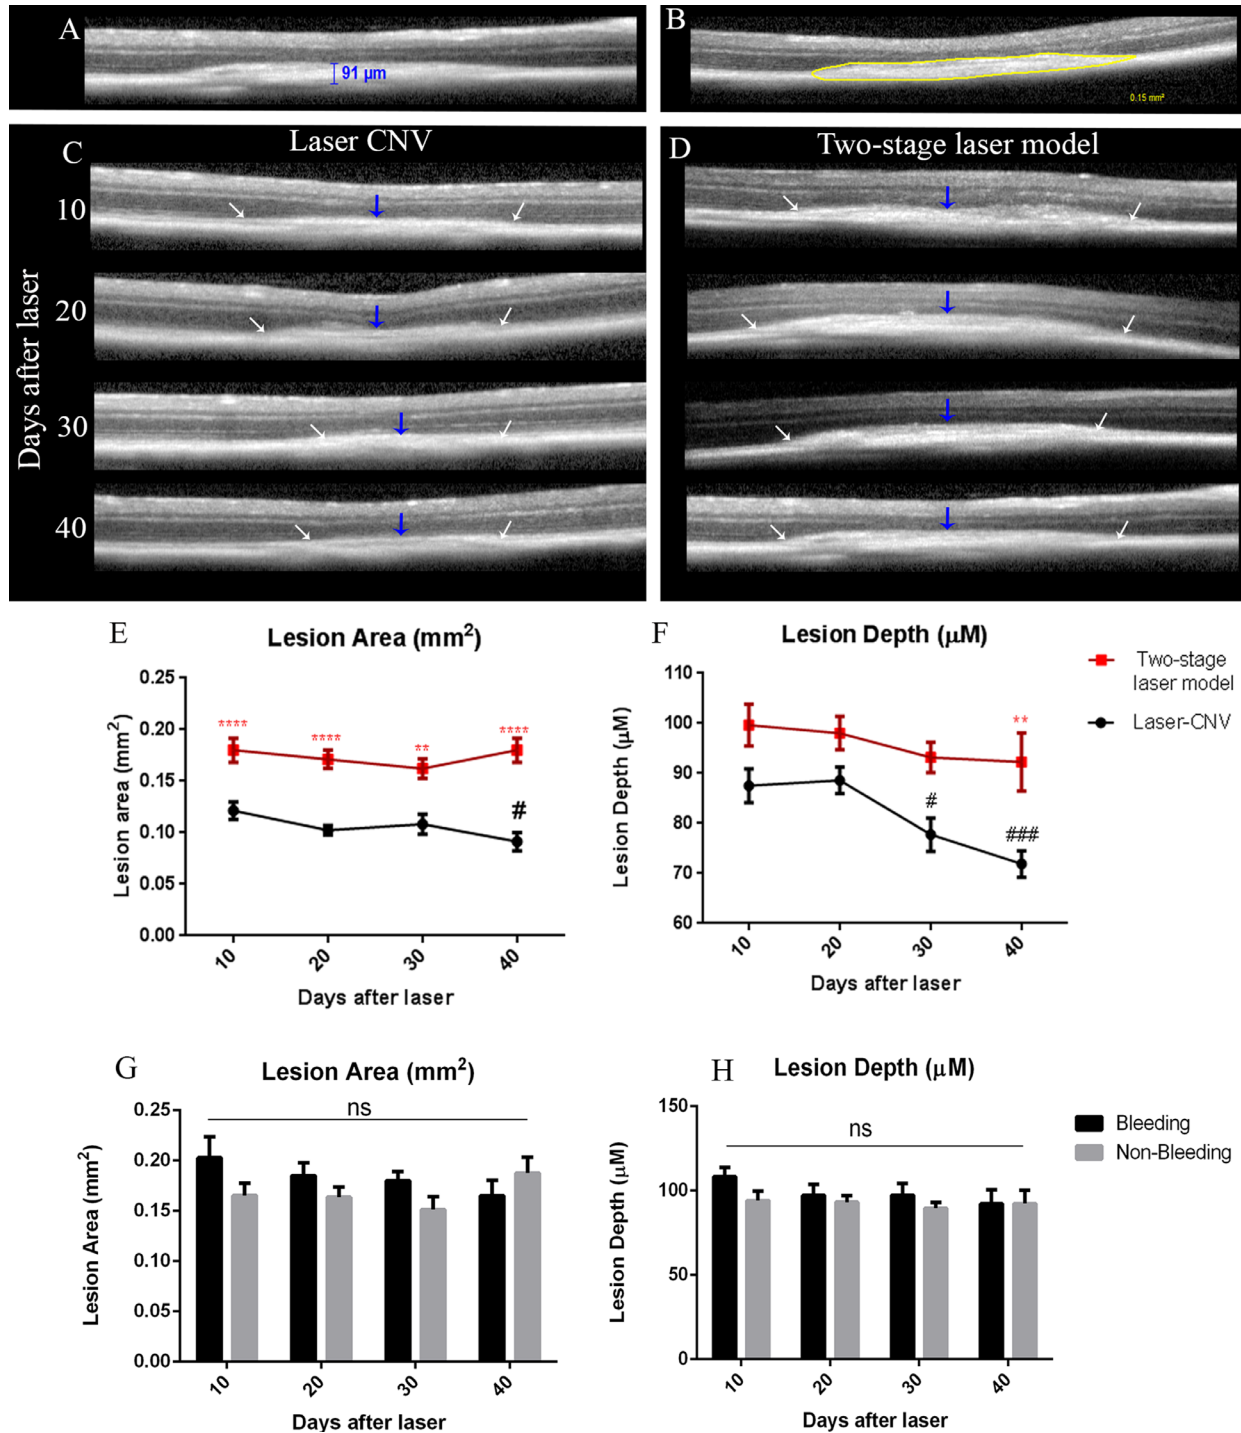 A
91 µm
B
0.15 mm²
C
Laser CNV
D
Two-stage laser model
Days after laser
10
20
30
40
E
Lesion Area (mm²)
Lesion area (mm²)
0.25
0.20
0.15
0.10
0.05
0.00
****
****
**
****
#
10
20
30
40
Days after laser
F
Lesion Depth (µM)
Lesion Depth (µM)
110
100
90
80
70
60
**
#
###
10
20
30
40
Days after laser
Two-stage
laser model
Laser-CNV
G
Lesion Area (mm²)
Lesion Area (mm²)
0.25
0.20
0.15
0.10
0.05
0.00
ns
10
20
30
40
Days after laser
H
Lesion Depth (µM)
Lesion Depth (µM)
150
100
50
0
ns
10
20
30
40
Days after laser
Bleeding
Non-Bleeding